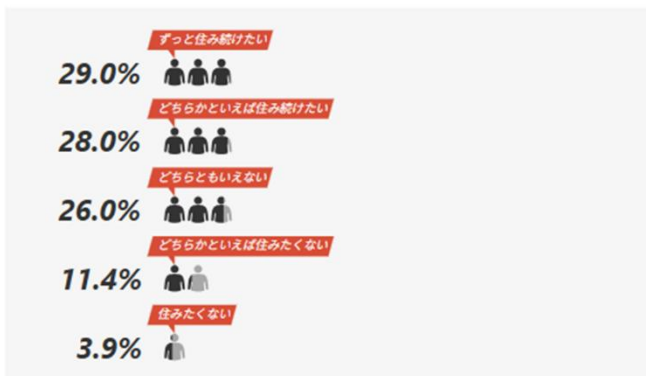 ずっと住み続けたい
29.0%
どちらかといえば住み続けたい
28.0%
どちらともいえない
26.0%
どちらかといえば住みたくない
11.4%
住みたくない
3.9%